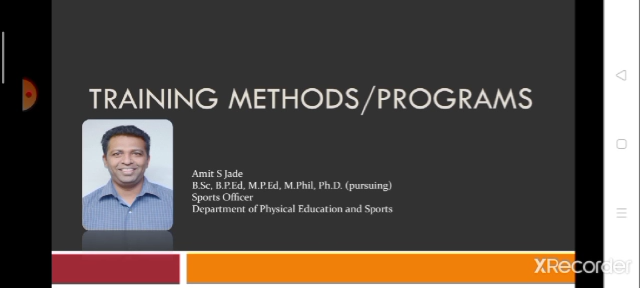 TRAINING METHODS/PROGRAMS
Amit S Jade
B.Sc, B.P.Ed, M.P.Ed, M.Phil, Ph.D. (pursuing)
Sports Officer
Department of Physical Education and Sports
XRecorder